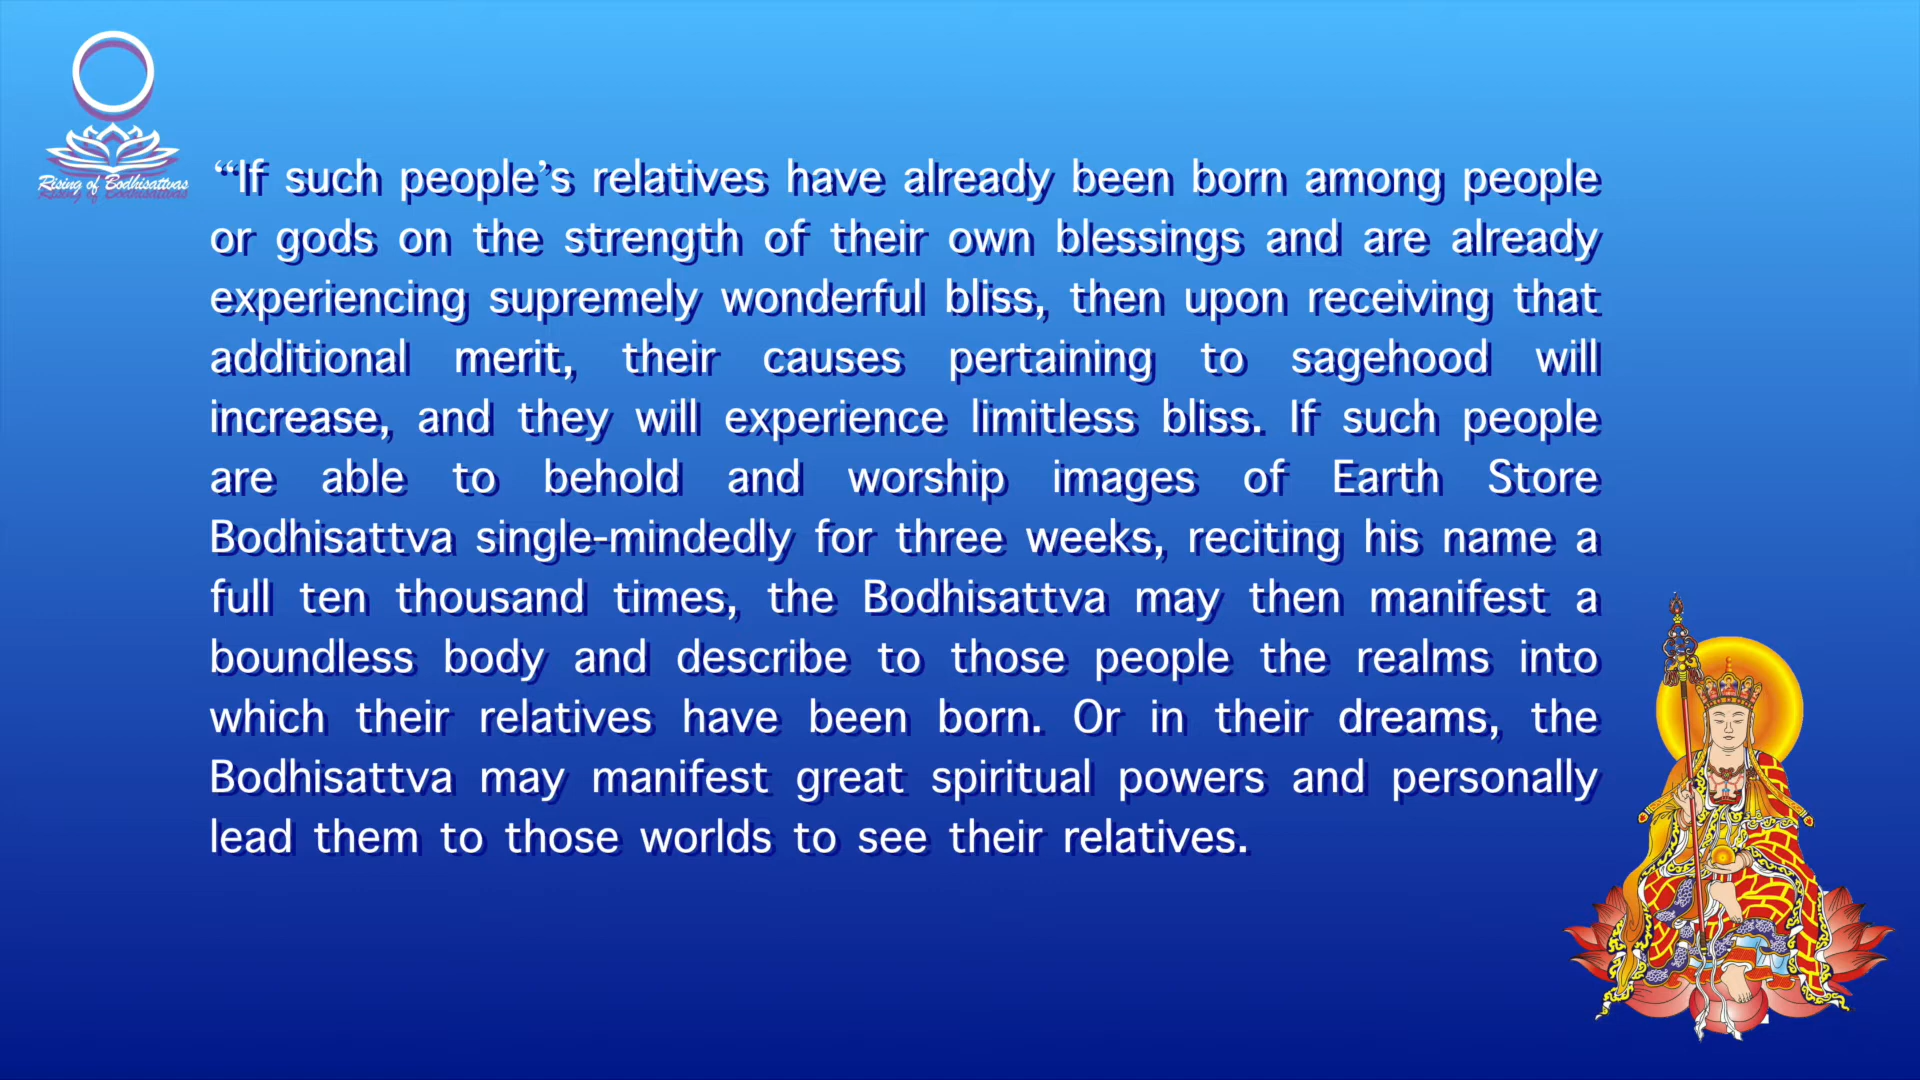 Rising of Bodhisattvas
“If such people’s relatives have already been born among people
or gods on the strength of their own blessings and are already
experiencing supremely wonderful bliss, then upon receiving that
additional merit, their causes pertaining to sagehood will
increase, and they will experience limitless bliss. If such people
are able to behold and worship images of Earth Store
Bodhisattva single-mindedly for three weeks, reciting his name a
full ten thousand times, the Bodhisattva may then manifest a
boundless body and describe to those people the realms into
which their relatives have been born. Or in their dreams, the
Bodhisattva may manifest great spiritual powers and personally
lead them to those worlds to see their relatives.